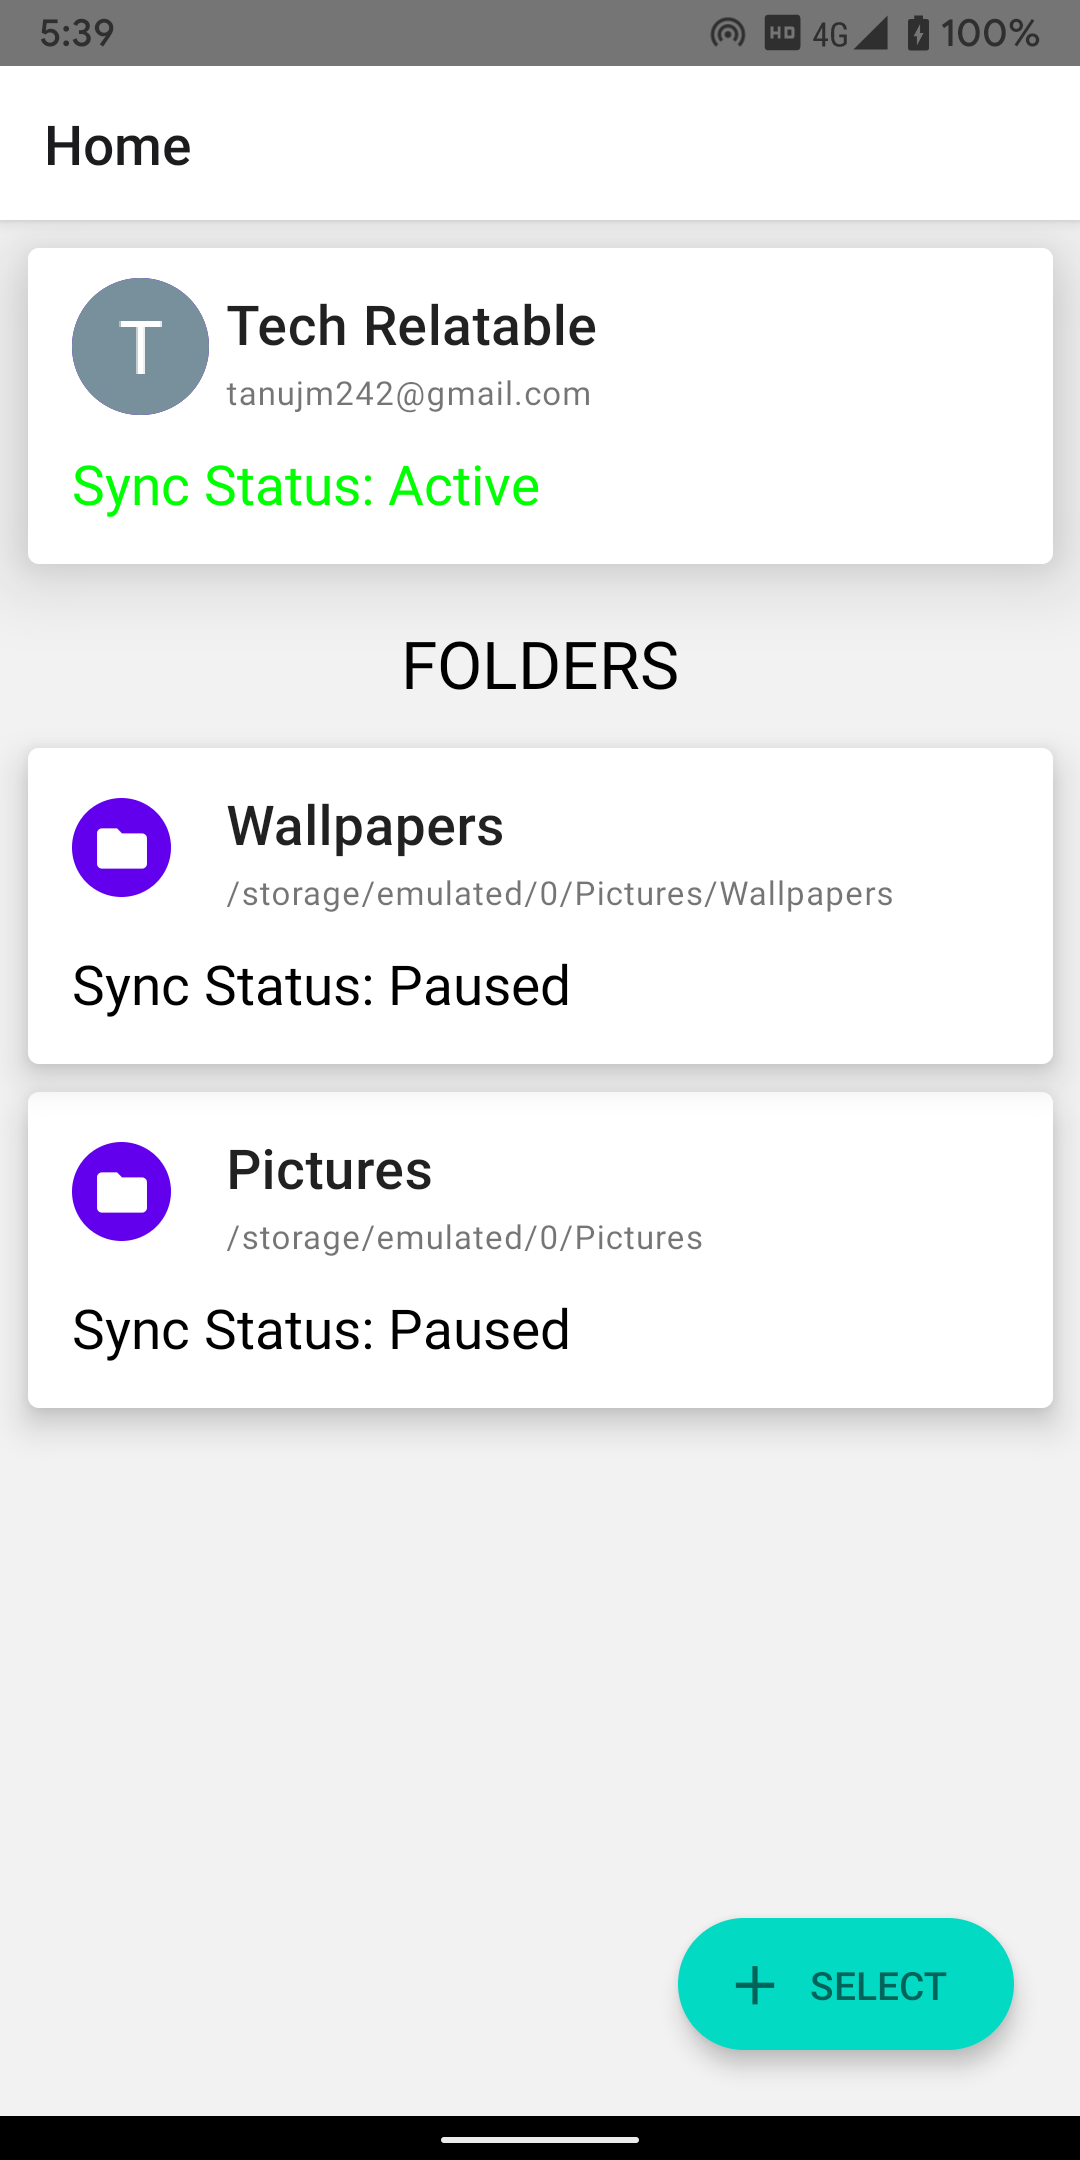 5:39 HD 4G 100%
Home
T
Tech Relatable
tanujm242@gmail.com
Sync Status: Active
FOLDERS
Wallpapers
/storage/emulated/0/Pictures/Wallpapers
Sync Status: Paused
Pictures
/storage/emulated/0/Pictures
Sync Status: Paused
SELECT